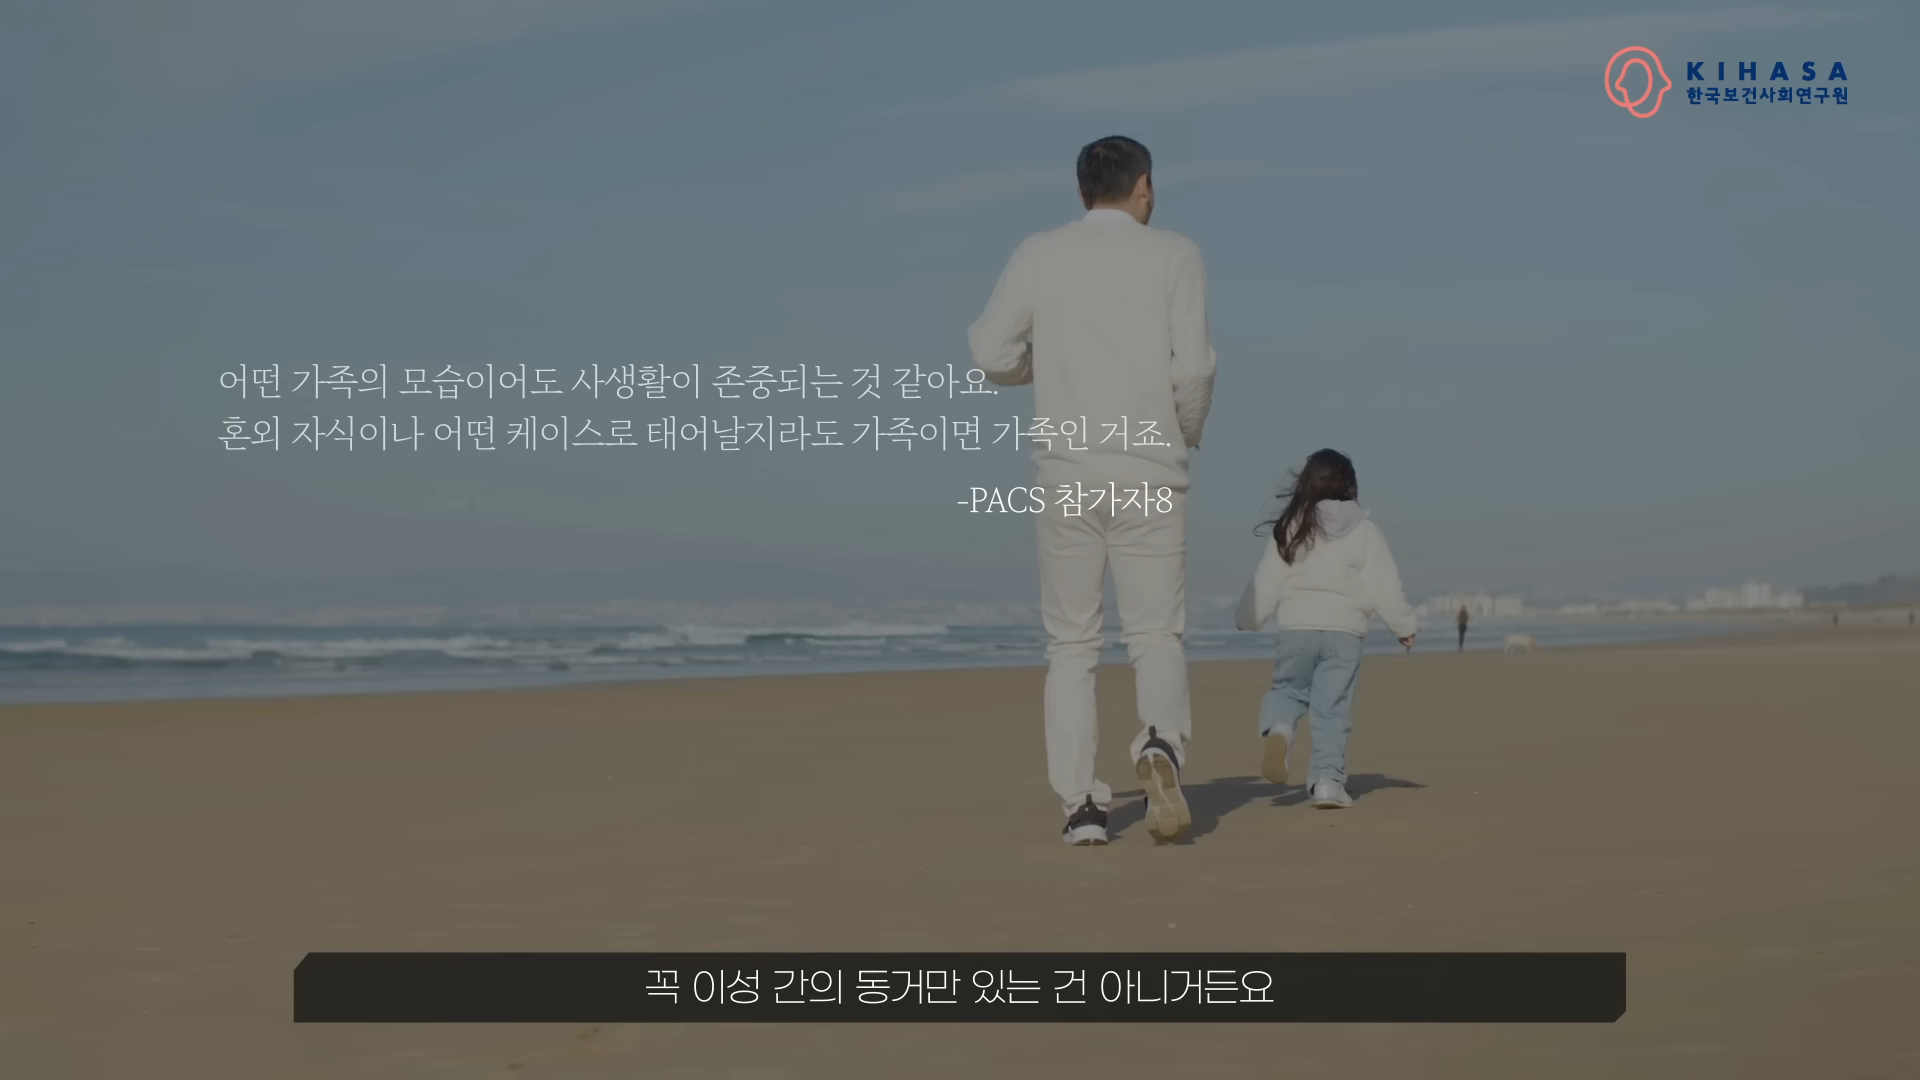 KIHASA
한국보건사회연구원
어떤 가족의 모습이어도 사생활이 존중되는 것 같아요.
혼외 자식이나 어떤 케이스로 태어날지라도 가족이면 가족인 거죠.
-PACS 참가자8
꼭 이성 간의 동거만 있는 건 아니거든요